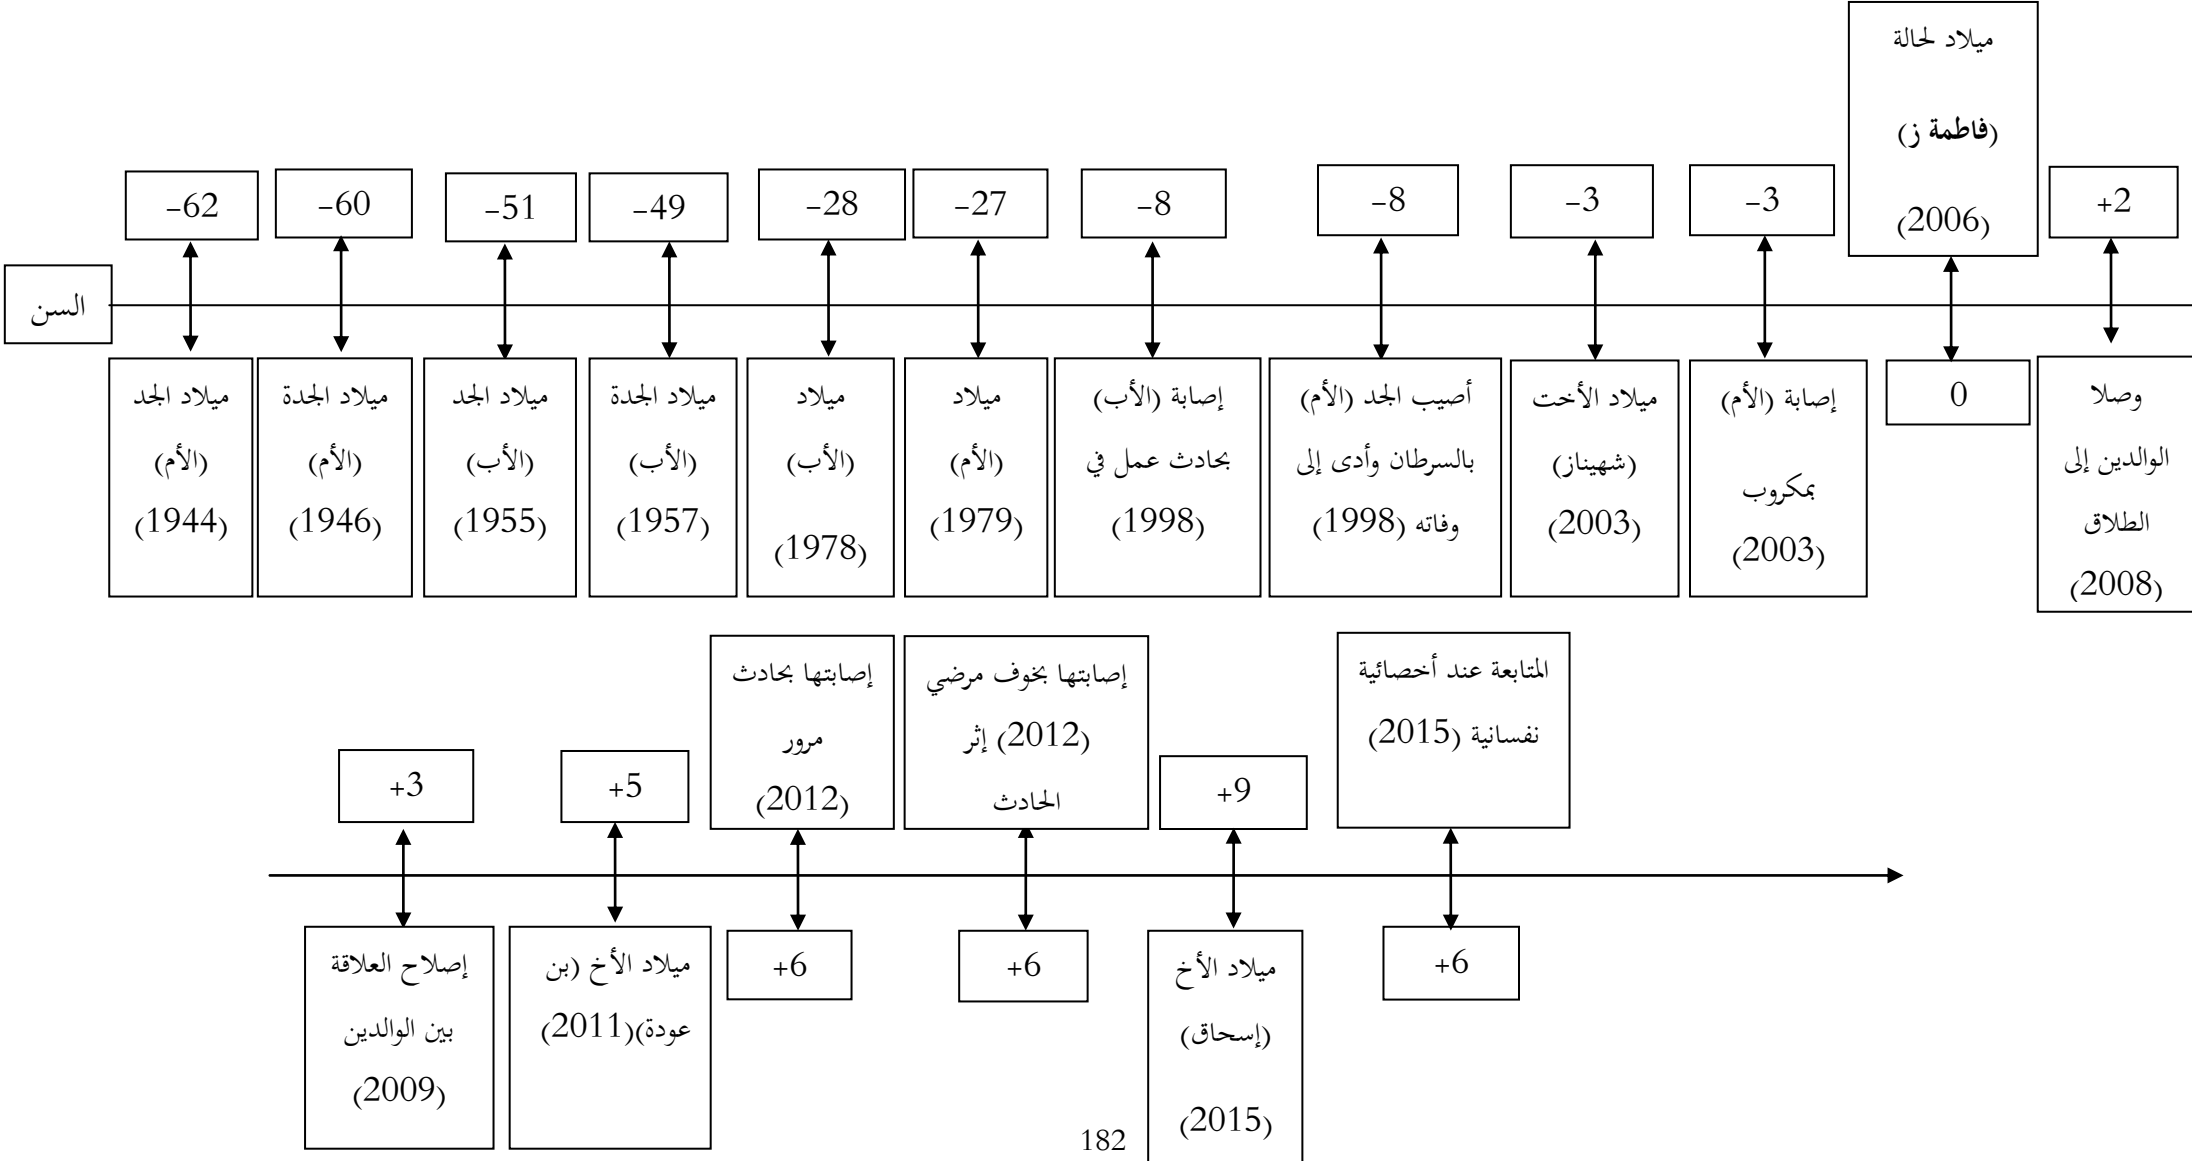 ميلاد لحالة
(فاطمة ز)
(2006)
-62
-60
-51
-49
-28
-27
-8
-8
-3
-3
+2
السن
ميلاد الجد
(الأم)
(1944)
ميلاد الجدة
(الأم)
(1946)
ميلاد الجد
(الأب)
(1955)
ميلاد الجدة
(الأب)
(1957)
ميلاد
(الأب)
(1978)
ميلاد
(الأم)
(1979)
إصابة (الأب)
بحادث عمل في
(1998)
أصيب الجد (الأم)
بالسرطان وأدى إلى
وفاته (1998)
ميلاد الأخت
(شهيناز)
(2003)
إصابة (الأم)
بمكروب
(2003)
0
وصلا
الوالدين إلى
الطلاق
(2008)
+3
+5
إصابتها بحادث
مرور
(2012)
إصابتها بخوف مرضي
(2012) إثر
الحادث
+9
المتابعة عند أخصائية
نفسانية (2015)
إصلاح العلاقة
بين الوالدين
(2009)
ميلاد الأخ (بن
عودة)(2011)
+6
+6
ميلاد الأخ
(إسحاق)
(2015)
+6
182